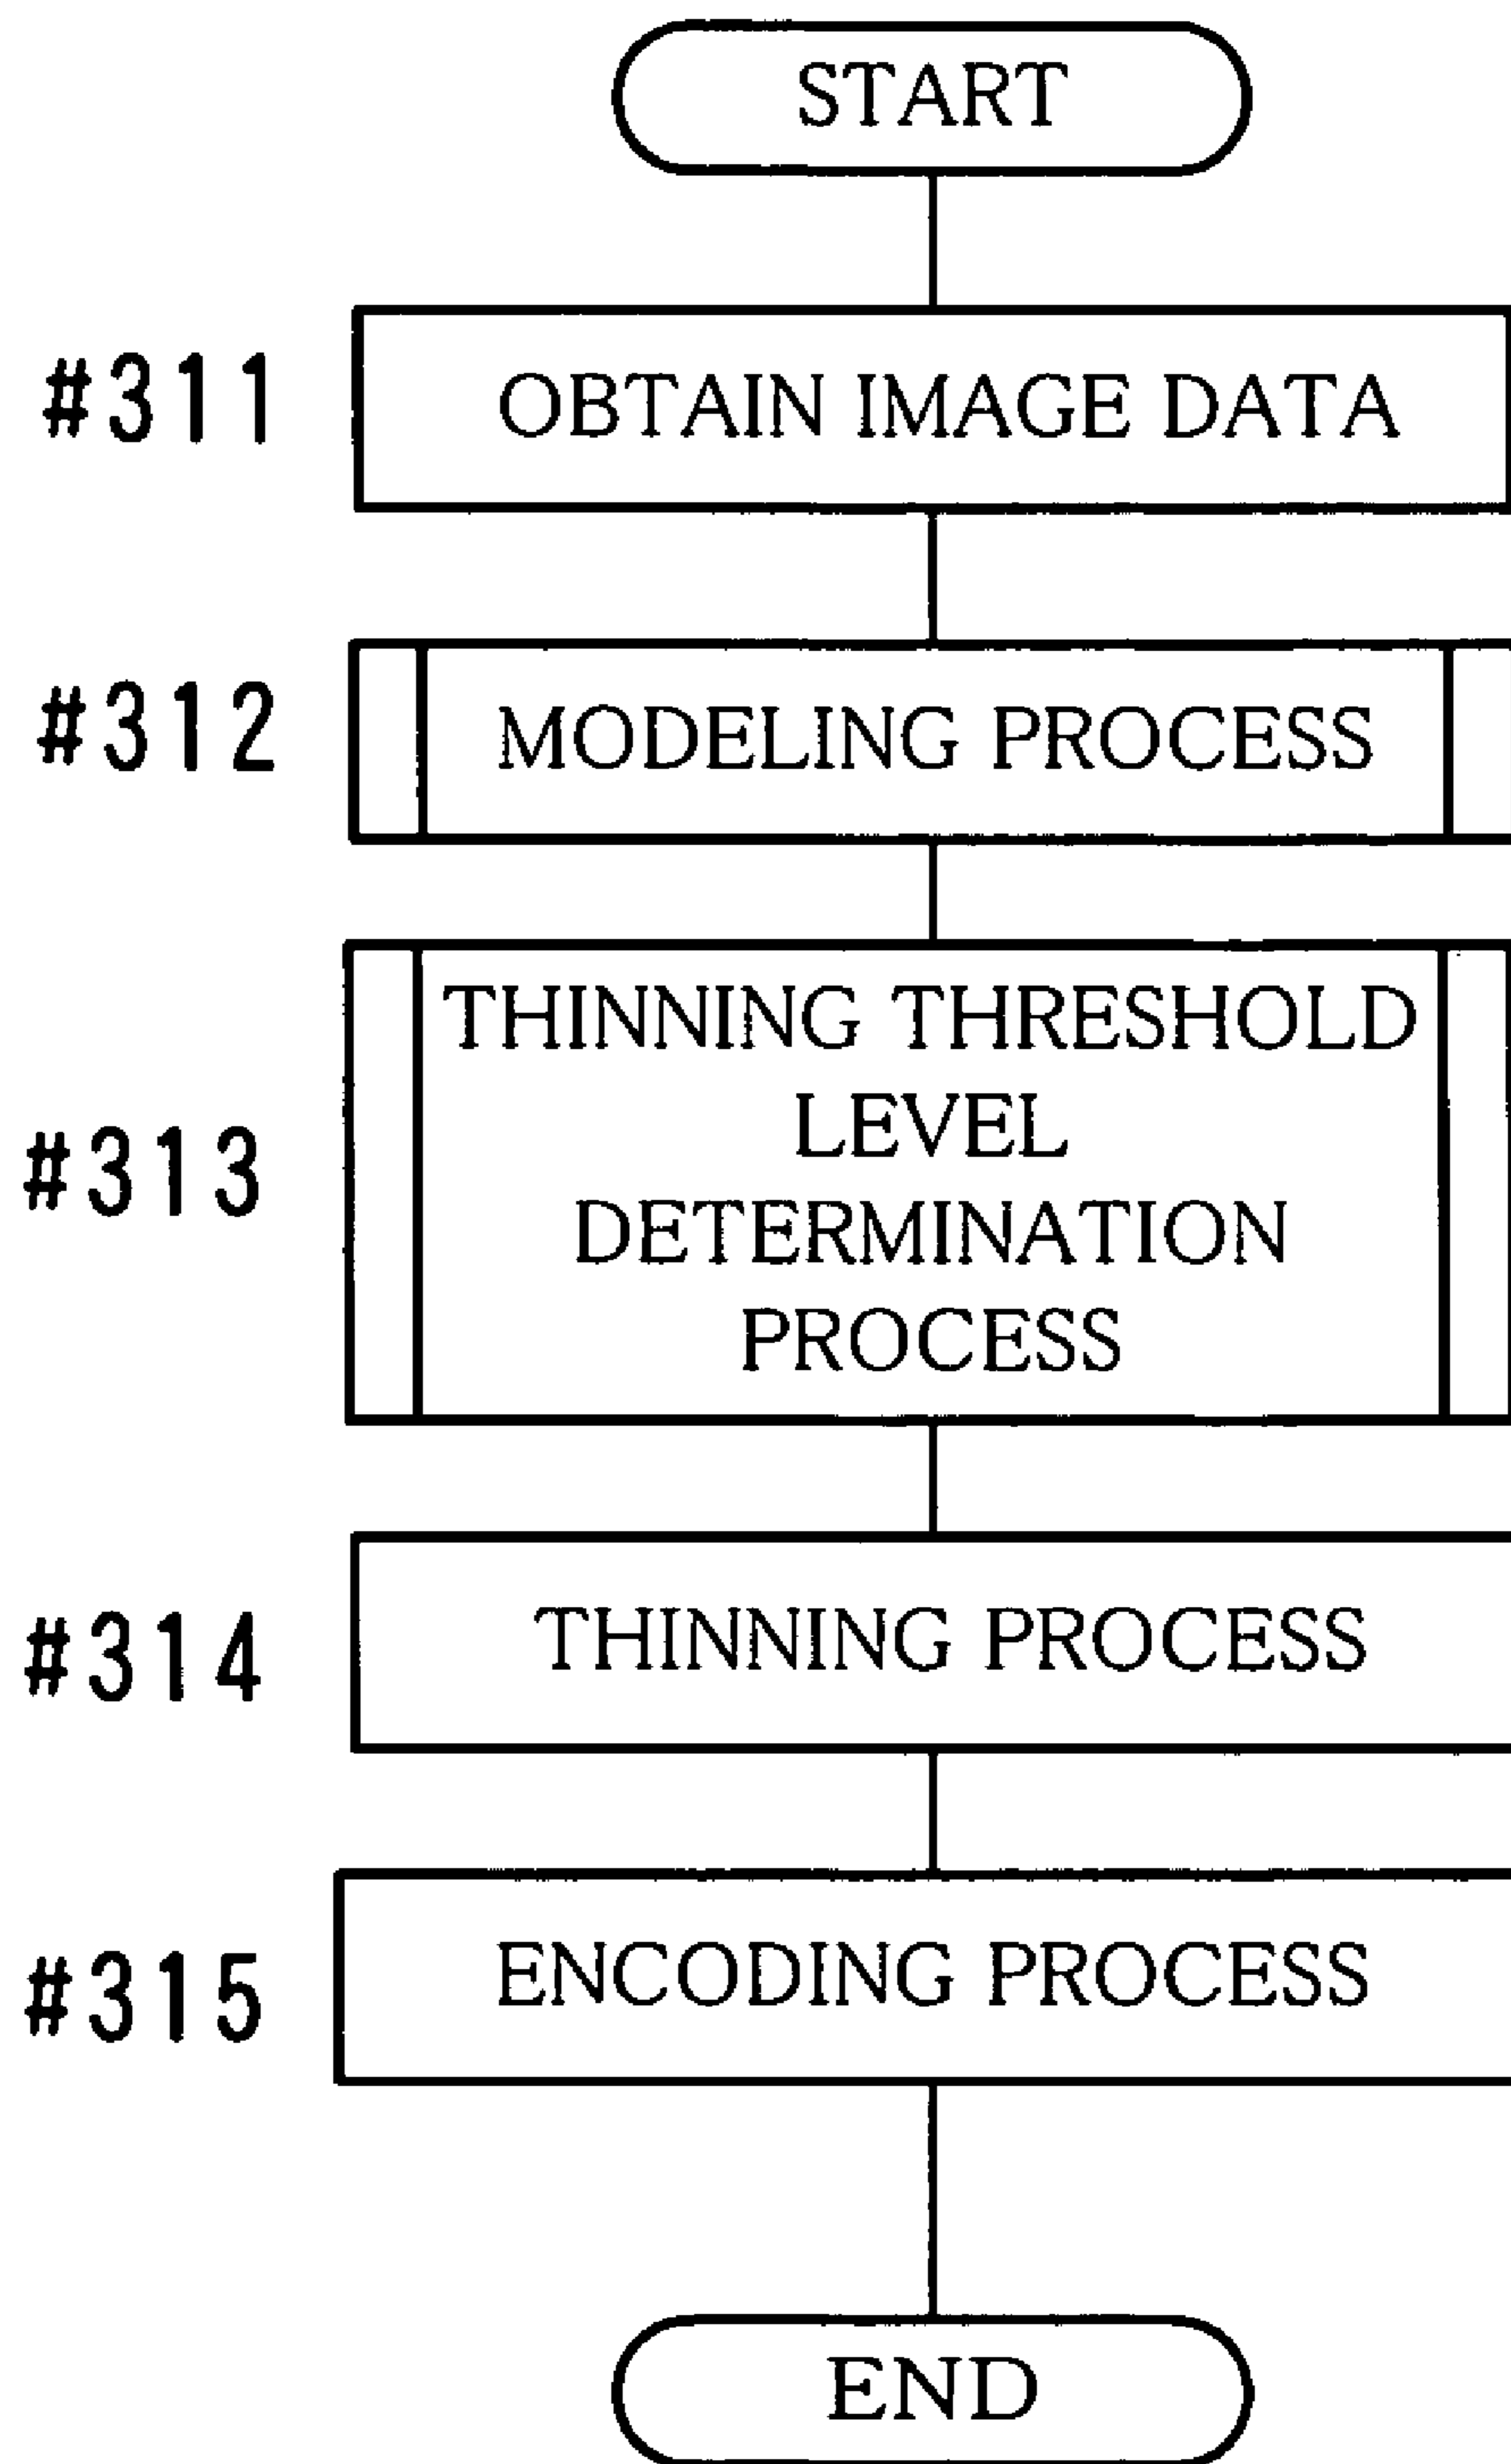 START
#311 OBTAIN IMAGE DATA
#312 MODELING PROCESS
#313 THINNING THRESHOLD
LEVEL
DETERMINATION
PROCESS
#314 THINNING PROCESS
#315 ENCODING PROCESS
END